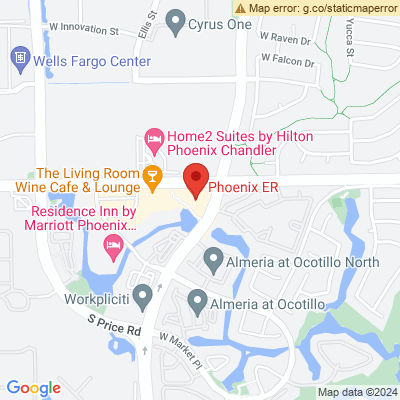 Map error: g.co/staticmaperror
W Innovation St
Ellis St
Cyrus One
W Raven Dr
Yucca St
W Falcon Dr
Wells Fargo Center
Home2 Suites by Hilton
Phoenix Chandler
The Living Room
Wine Cafe & Lounge
Phoenix ER
Residence Inn by
Marriott Phoenix...
Almeria at Ocotillo North
Workpliciti
Almeria at Ocotillo
S Price Rd
W Market Pl
Google
Map data ©2024